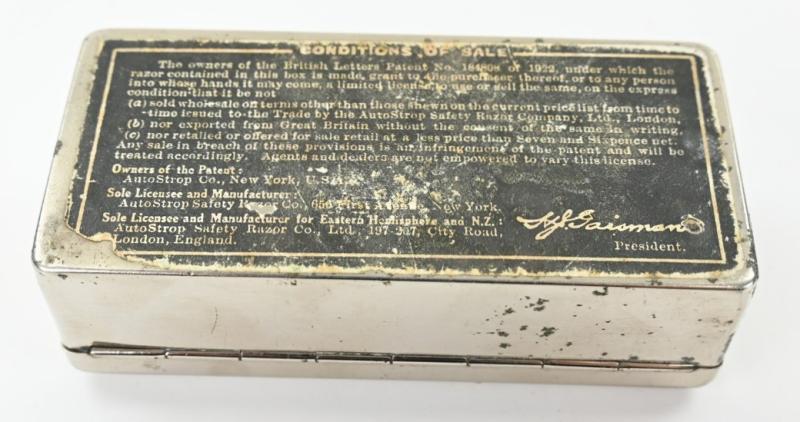 CONDITIONS OF SALE
The owners of the British Letters Patent No. 184808 of 1922, under which the
razor contained in this box is made, grant to the purchaser thereof, or to any person
into whose hands it may come, a limited license to use or sell the same, on the express
condition that it be not
(a) sold wholesale on terms other than those shewn on the current price list from time to
time issued to the Trade by the AutoStrop Safety Razor Company, Ltd., London,
(b) nor exported from Great Britain without the consent of the same in writing,
(c) nor retailed or offered for sale retail at a less price than Seven and Sixpence net.
Any sale in breach of these provisions is an infringement of the patent and will be
treated accordingly. Agents and dealers are not empowered to vary this license.
Owners of the Patent:
AutoStrop Co., New York, U.S.A.
Sole Licensee and Manufacturer:
AutoStrop Safety Razor Co., 656 First New York.
Sole Licensee and Manufacturer for Eastern Hemisphere and N.Z.:
AutoStrop Safety Razor Co., Ltd., 197-207, City Road,
London, England.
Gaisman
President.